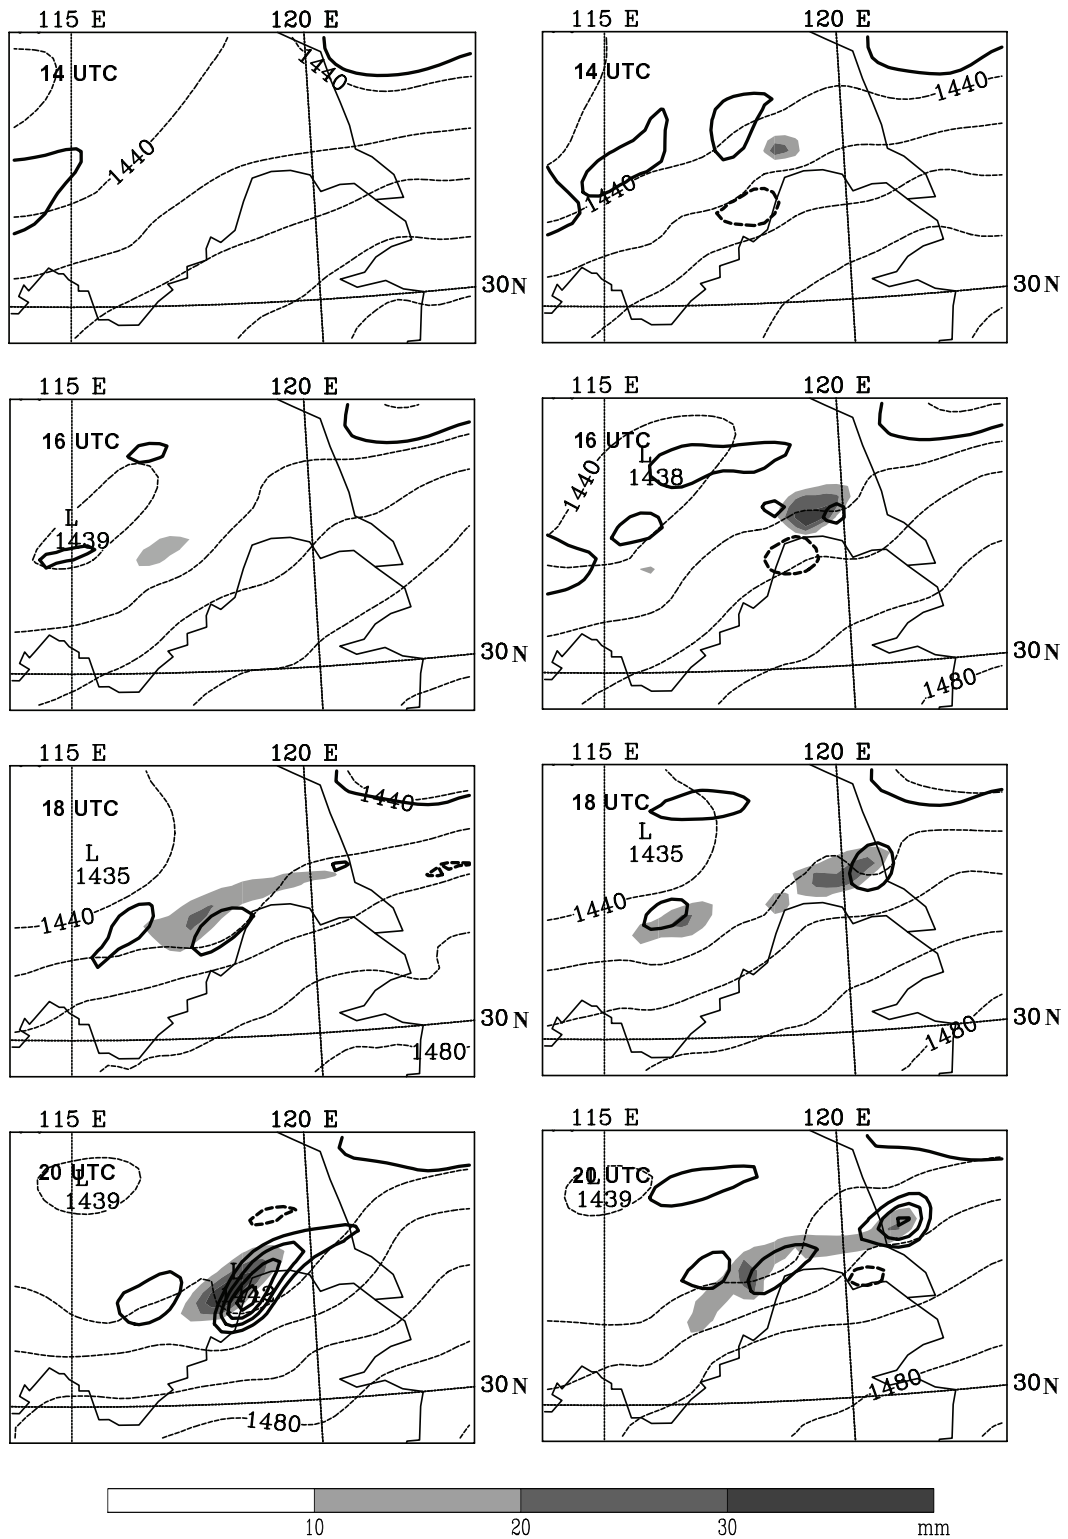 115 E 120 E 115 E 120 E
14 UTC 1440 14 UTC 1440
1440 1440
30N 30N
115 E 120 E 115 E 120 E
16 UTC 16 UTC
L 1440 L
1439 1438
30N 30N
1480
115 E 120 E 115 E 120 E
18 UTC 1440 18 UTC
L L
1435 1435
1440 1440
30N 30N
1480 1480
115 E 120 E 115 E 120 E
20 UTC UTC
L L
1439 1439
L
30N 30N
1480 1480
10 20 30 mm